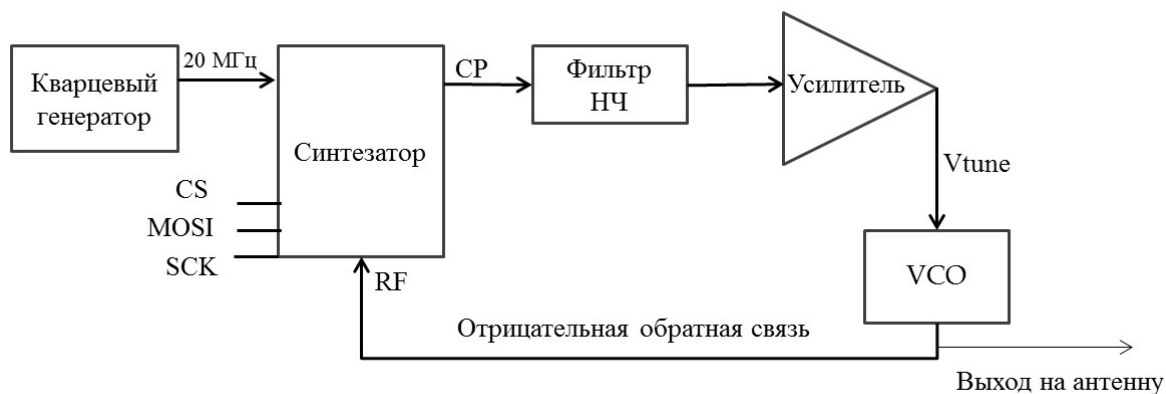 Кварцевый
генератор
20 МГц
Синтезатор
CS
MOSI
SCK
RF
CP
Фильтр
НЧ
Усилитель
Vtune
VCO
Отрицательная обратная связь
Выход на антенну